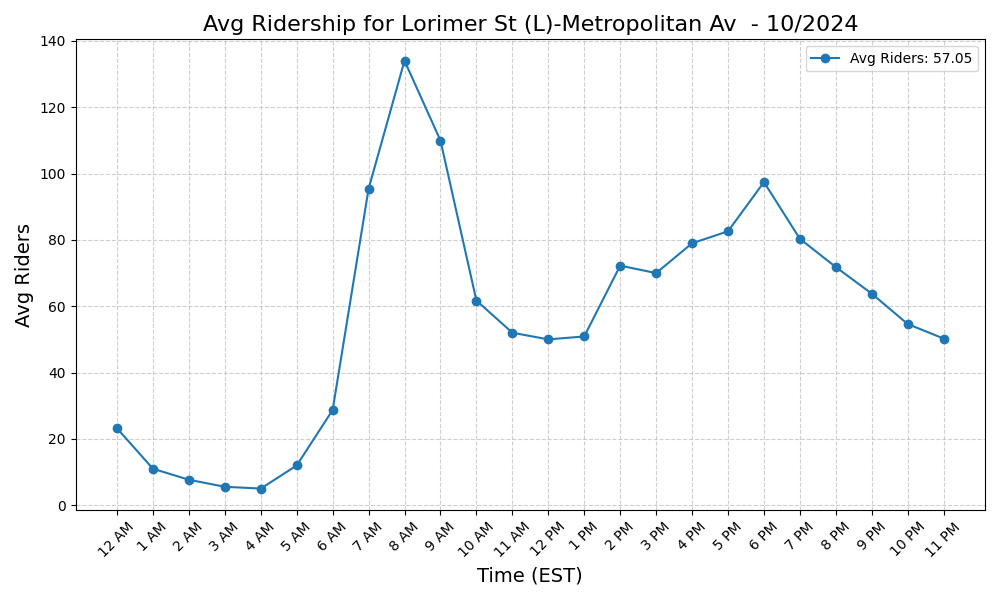 Avg Ridership for Lorimer St (L)-Metropolitan Av  - 10/2024
Avg Riders: 57.05
Avg Riders
140
120
100
80
60
40
20
0
12 AM
1 AM
2 AM
3 AM
4 AM
5 AM
6 AM
7 AM
8 AM
9 AM
10 AM
11 AM
12 PM
1 PM
2 PM
3 PM
4 PM
5 PM
6 PM
7 PM
8 PM
9 PM
10 PM
11 PM
Time (EST)